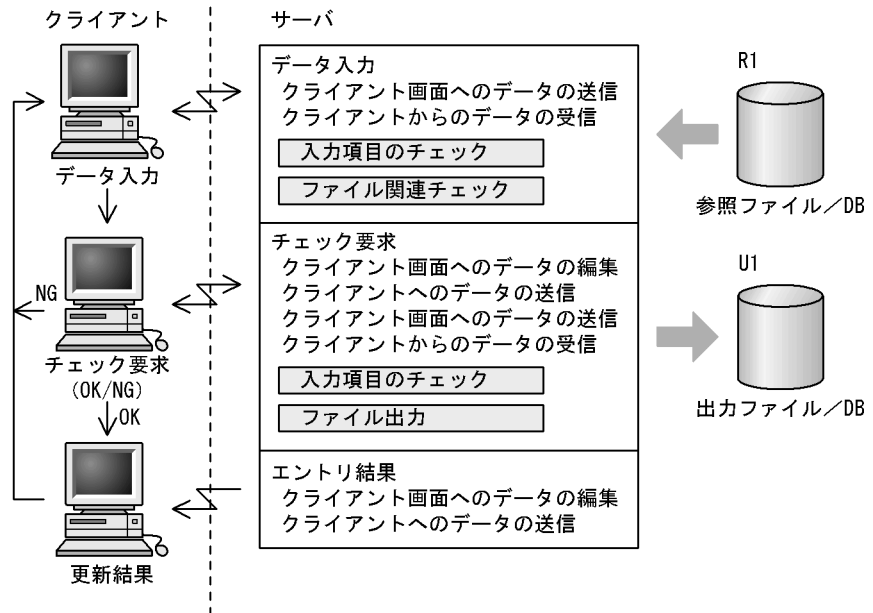 クライアント
サーバ
データ入力
クライアント画面へのデータの送信
クライアントからのデータの受信
入力項目のチェック
ファイル関連チェック
R1
参照ファイル／DB
データ入力
チェック要求
クライアント画面へのデータの編集
クライアントへのデータの送信
クライアント画面へのデータの送信
クライアントからのデータの受信
入力項目のチェック
ファイル出力
U1
出力ファイル／DB
NG
チェック要求
(OK/NG)
OK
エントリ結果
クライアント画面へのデータの編集
クライアントへのデータの送信
更新結果